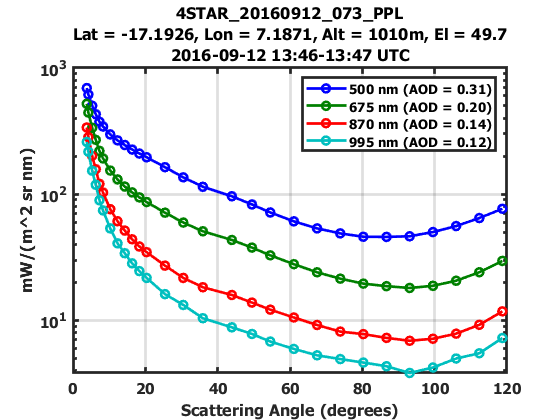 4STAR_20160912_073_PPL
Lat = -17.1926, Lon = 7.1871, Alt = 1010m, El = 49.7
2016-09-12 13:46-13:47 UTC
10^3
10^2
10^1
mW/(m^2 sr nm)
500 nm (AOD = 0.31)
675 nm (AOD = 0.20)
870 nm (AOD = 0.14)
995 nm (AOD = 0.12)
0 20 40 60 80 100 120
Scattering Angle (degrees)